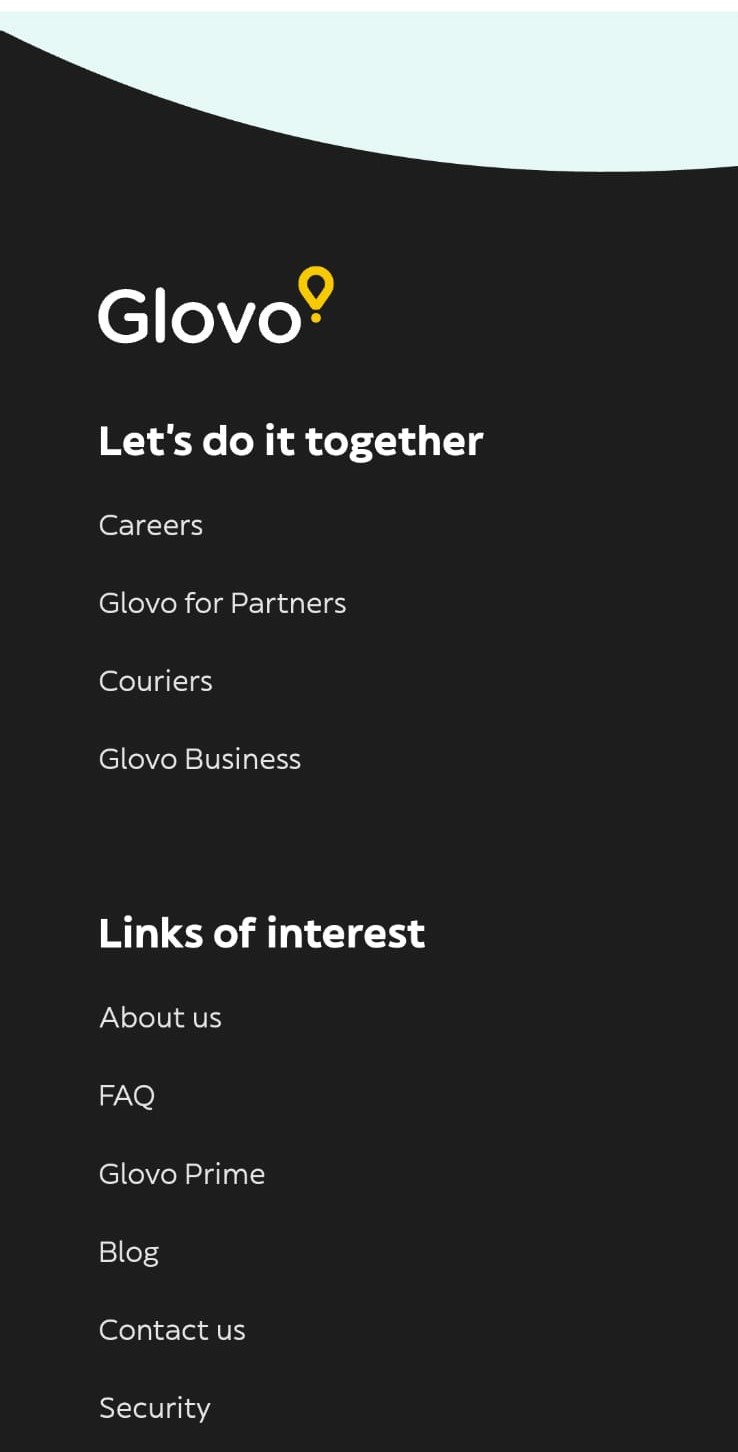 Glovo
Let's do it together
Careers
Glovo for Partners
Couriers
Glovo Business
Links of interest
About us
FAQ
Glovo Prime
Blog
Contact us
Security